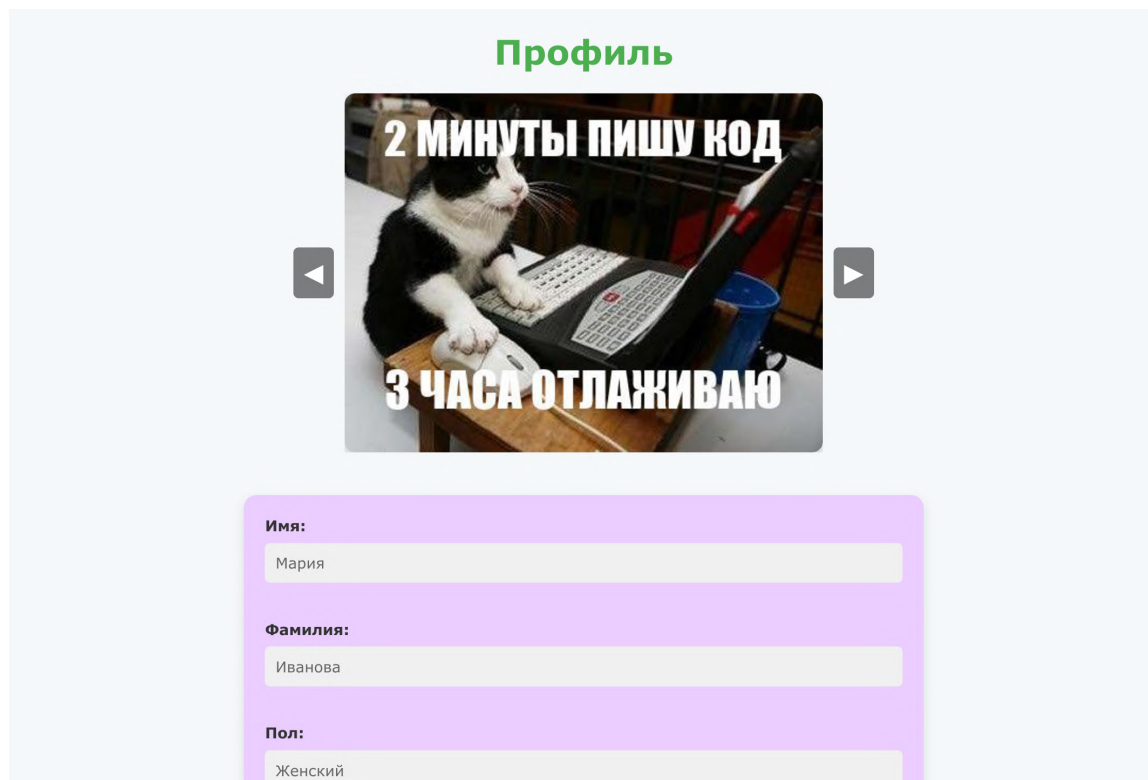 Профиль
2 МИНУТЫ ПИШУ КОД
3 ЧАСА ОТЛАЖИВАЮ
Имя:
Мария
Фамилия:
Иванова
Пол:
Женский